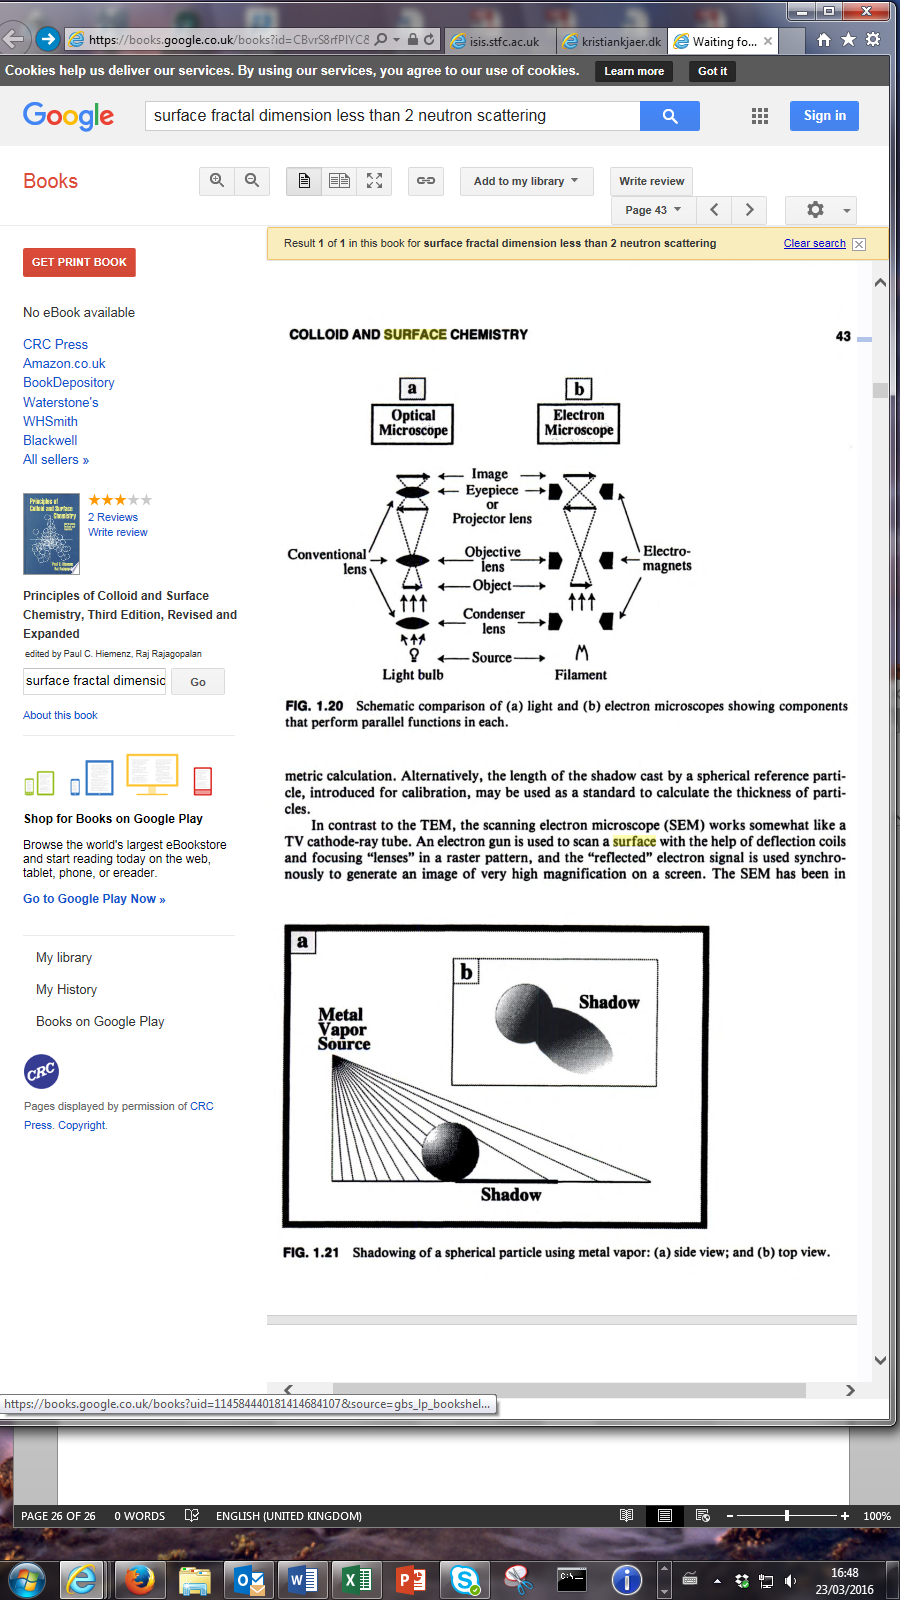 https://books.google.co.uk/books?id=CBvrS8rfPIYC&
isis.stfc.ac.uk
kristiankjaer.dk
Waiting fo...
Cookies help us deliver our services. By using our services, you agree to our use of cookies.
Learn more
Got it
Google
surface fractal dimension less than 2 neutron scattering
Sign in
Books
Add to my library
Write review
Page 43
Result 1 of 1 in this book for surface fractal dimension less than 2 neutron scattering
Clear search
GET PRINT BOOK
No eBook available
CRC Press
Amazon.co.uk
BookDepository
Waterstone's
WHSmith
Blackwell
All sellers »
2 Reviews
Write review
Principles of Colloid and Surface
Chemistry, Third Edition, Revised and
Expanded
edited by Paul C. Hiemenz, Raj Rajagopalan
surface fractal dimensic
Go
About this book
Shop for Books on Google Play
Browse the world's largest eBookstore
and start reading today on the web,
tablet, phone, or ereader.
Go to Google Play Now »
My library
My History
Books on Google Play
CRC
Pages displayed by permission of CRC
Press. Copyright.
COLLOID AND SURFACE CHEMISTRY
43
a
b
Optical
Microscope
Electron
Microscope
Image
Eyepiece
or
Projector lens
Conventional
lens
Objective
lens
Electro-
magnets
Object
Condenser
lens
Source
Light bulb
Filament
FIG. 1.20 Schematic comparison of (a) light and (b) electron microscopes showing components
that perform parallel functions in each.
metric calculation. Alternatively, the length of the shadow cast by a spherical reference parti-
cle, introduced for calibration, may be used as a standard to calculate the thickness of parti-
cles.
In contrast to the TEM, the scanning electron microscope (SEM) works somewhat like a
TV cathode-ray tube. An electron gun is used to scan a surface with the help of deflection coils
and focusing “lenses” in a raster pattern, and the “reflected” electron signal is used synchro-
nously to generate an image of very high magnification on a screen. The SEM has been in
a
b
Shadow
Metal
Vapor
Source
Shadow
FIG. 1.21 Shadowing of a spherical particle using metal vapor: (a) side view; and (b) top view.
https://books.google.co.uk/books?uid=114584440181414684107&source=gbs_lp_bookshel...
PAGE 26 OF 26
0 WORDS
ENGLISH (UNITED KINGDOM)
100%
16:48
23/03/2016